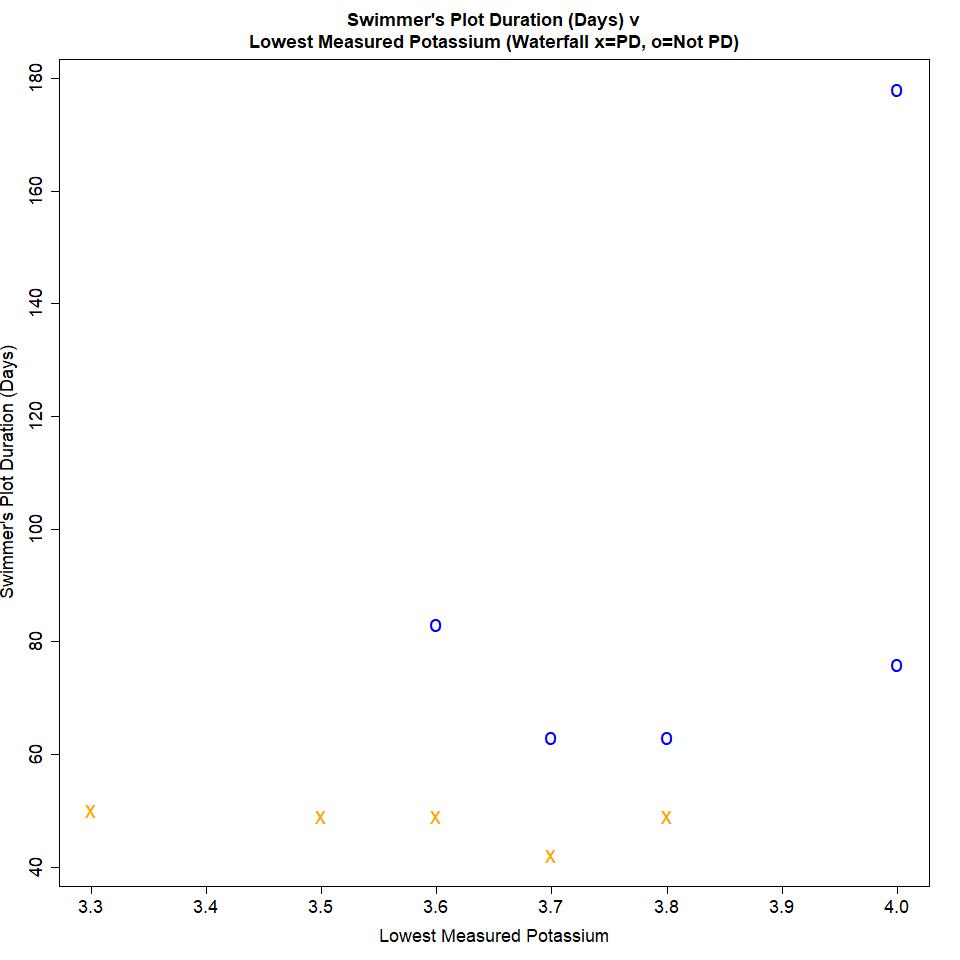 Swimmer's Plot Duration (Days) v
Lowest Measured Potassium (Waterfall x=PD, o=Not PD)
Swimmer's Plot Duration (Days)
180
160
140
120
100
80
60
40
o
o
o
o
o
x
x
x
x
x
3.3 3.4 3.5 3.6 3.7 3.8 3.9 4.0
Lowest Measured Potassium